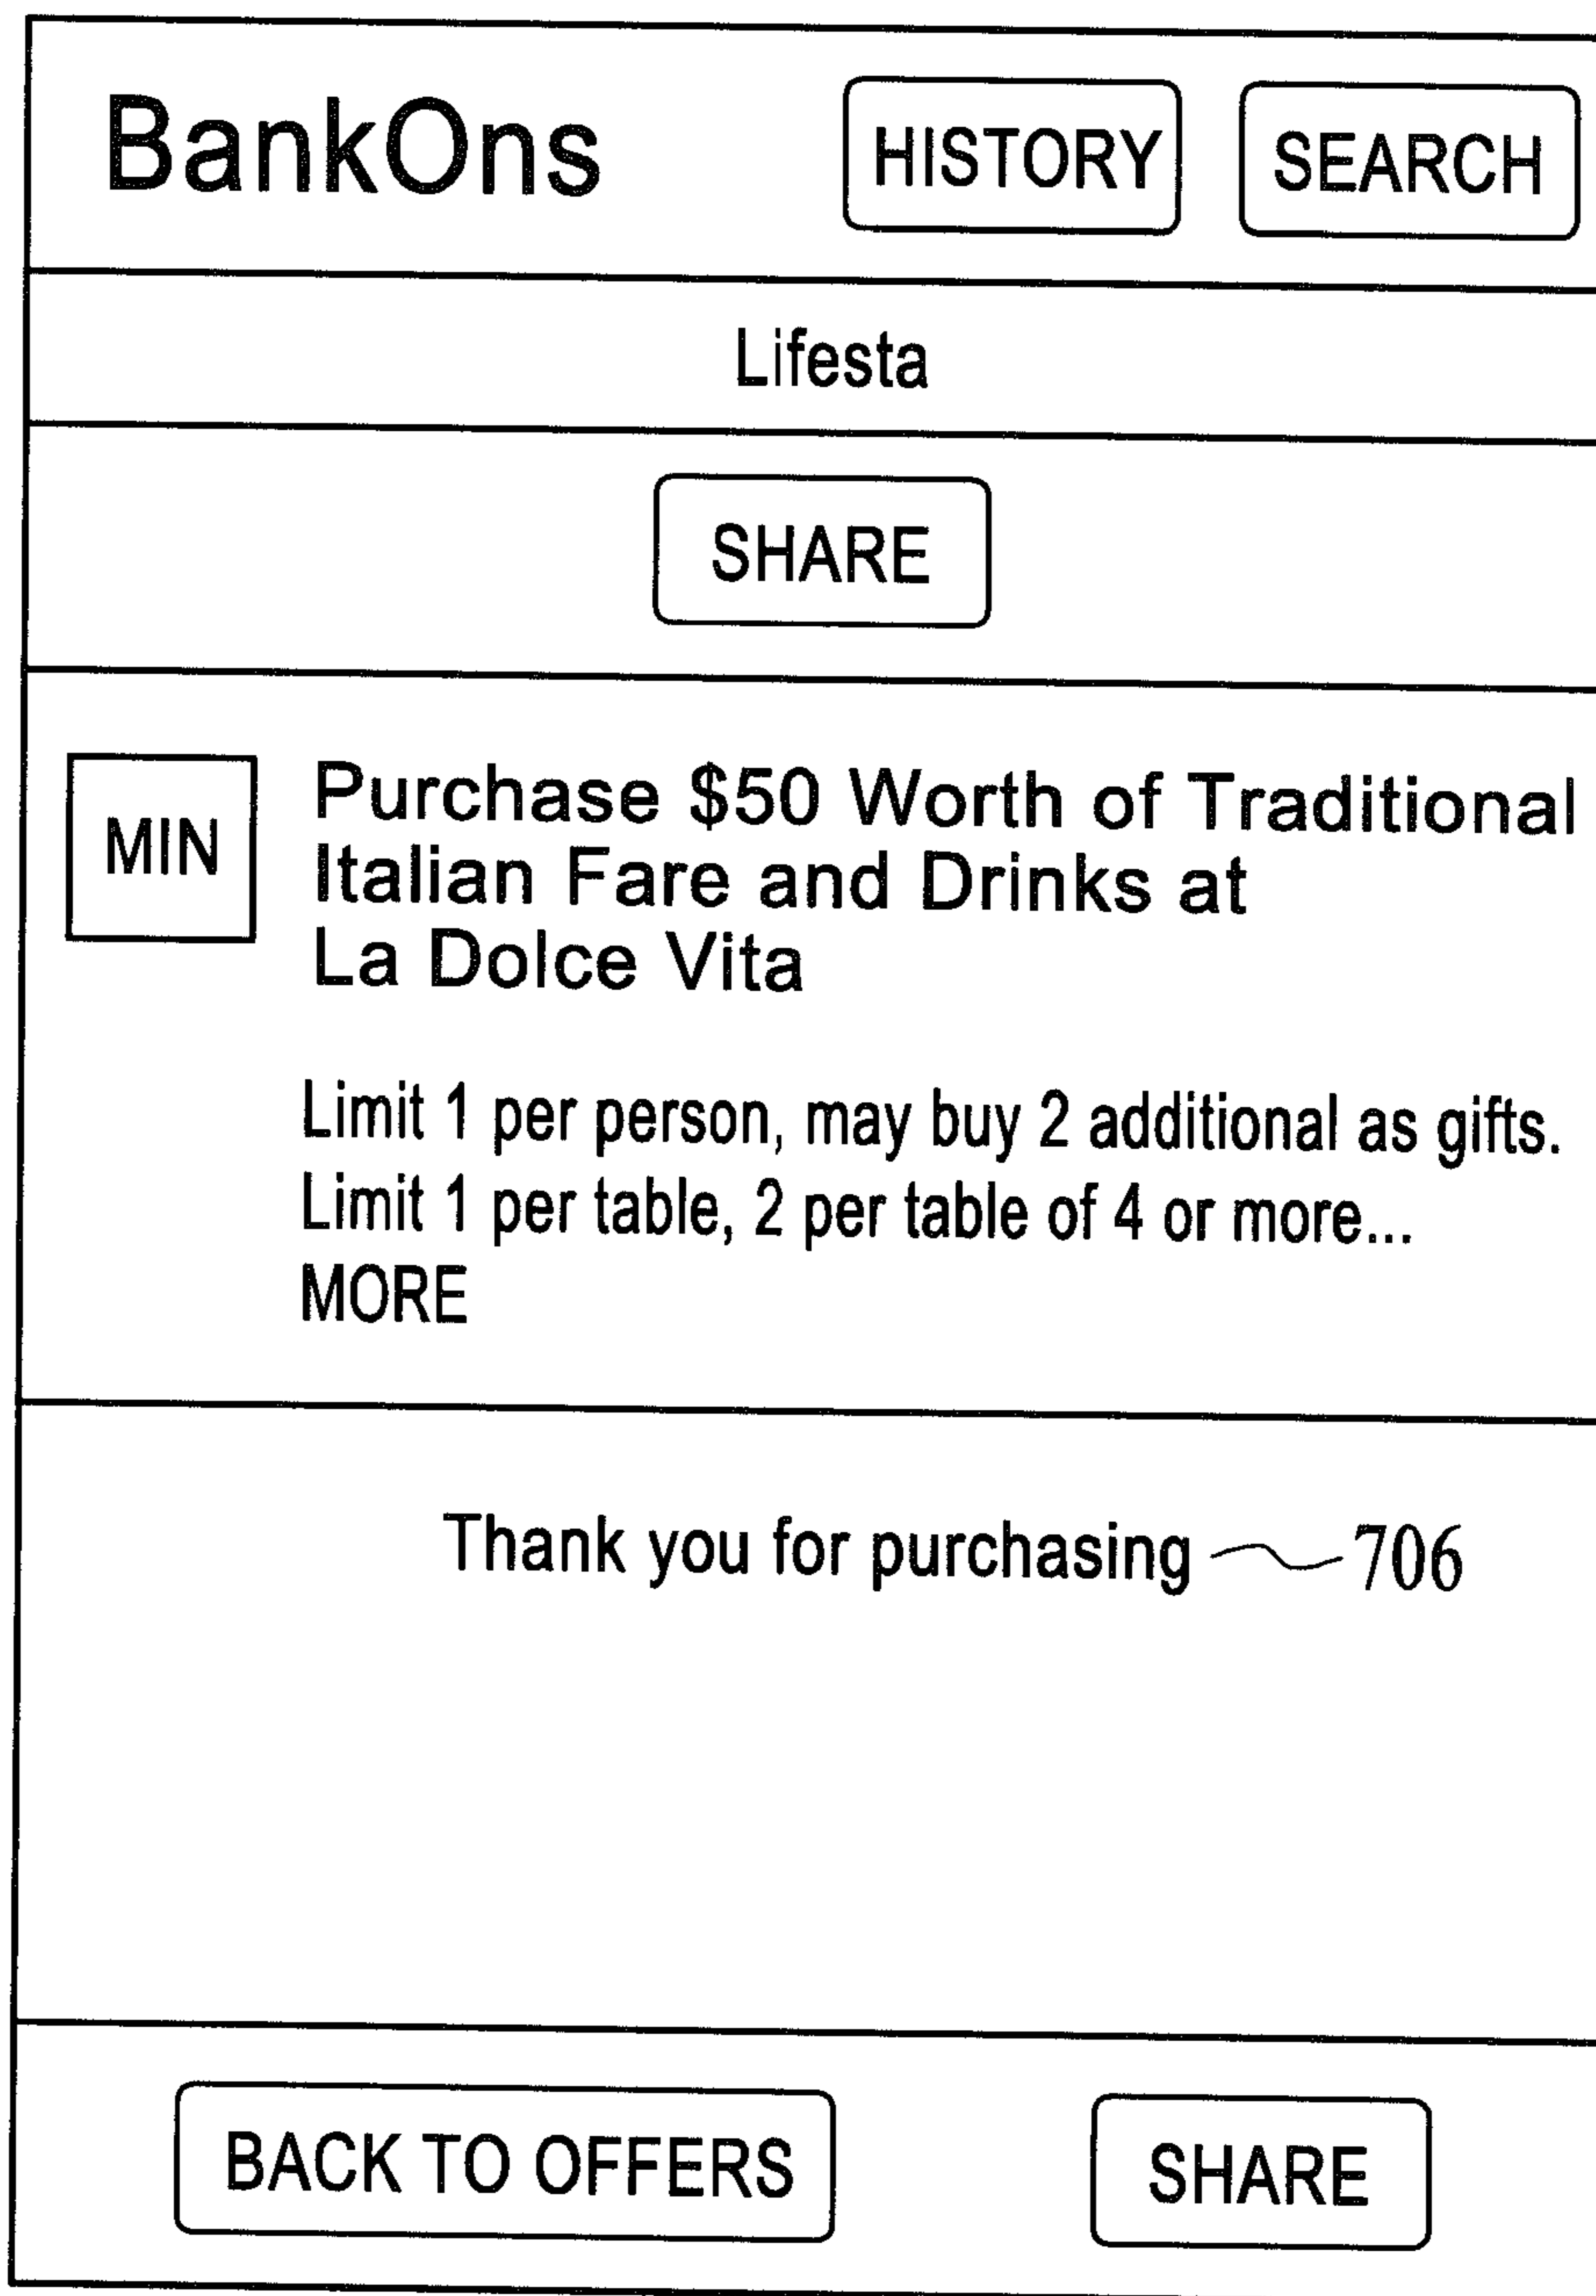 BankOns HISTORY SEARCH
Lifesta
SHARE
MIN
Purchase $50 Worth of Traditional
Italian Fare and Drinks at
La Dolce Vita
Limit 1 per person, may buy 2 additional as gifts.
Limit 1 per table, 2 per table of 4 or more...
MORE
Thank you for purchasing 706
BACK TO OFFERS SHARE